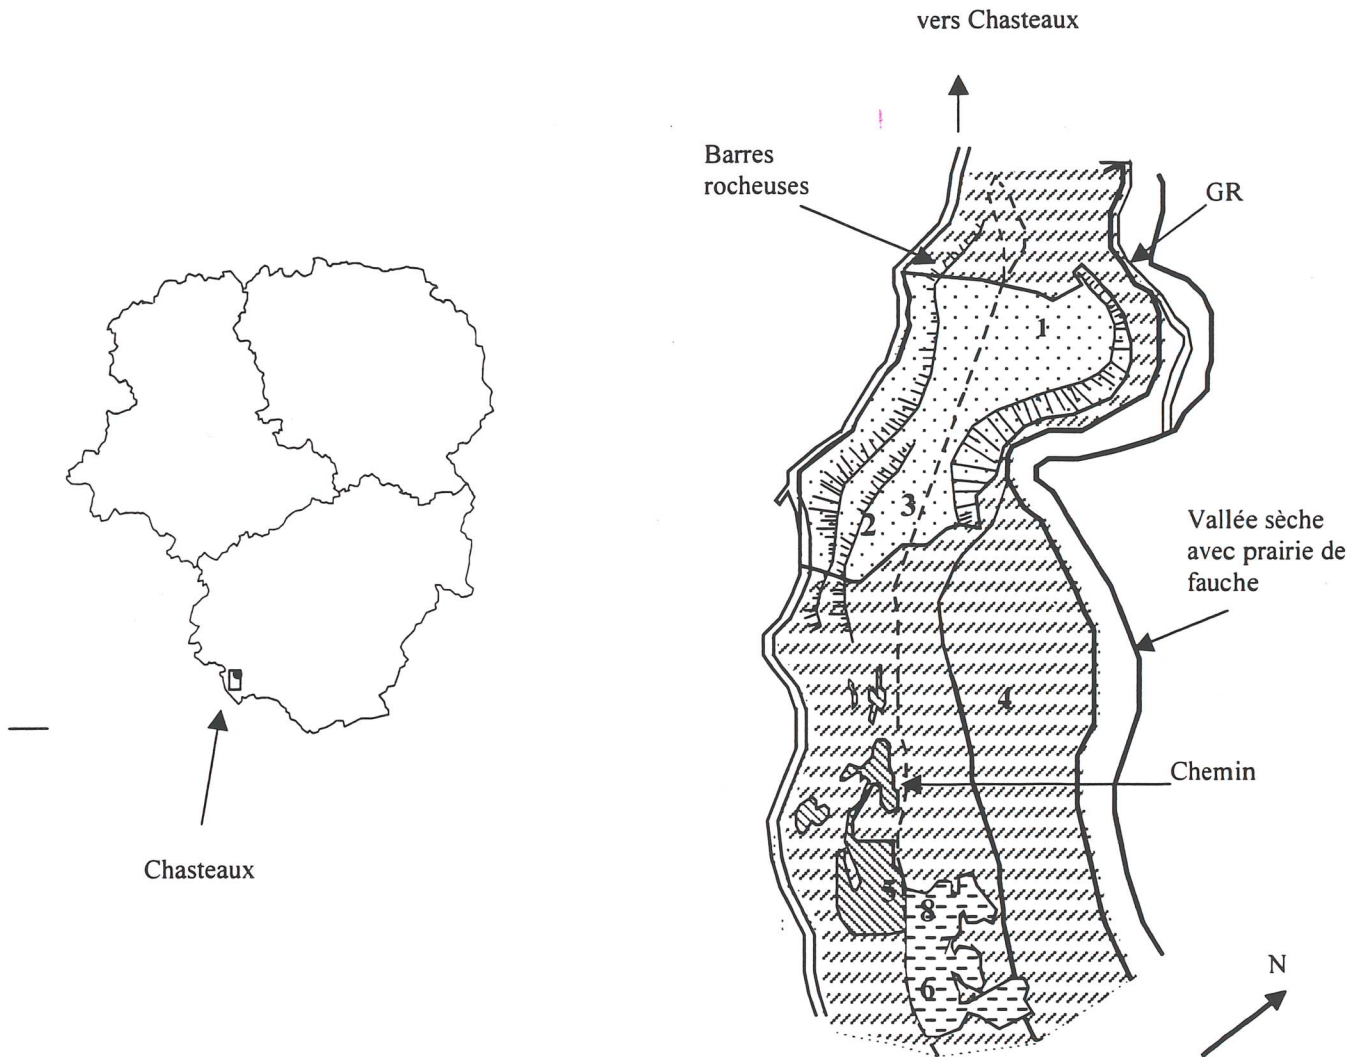 vers Chasteaux
Barres
rocheuses
GR
1
3
2
Vallée sèche
avec prairie de
fauche
4
Chemin
Chasteaux
5
8
6
N